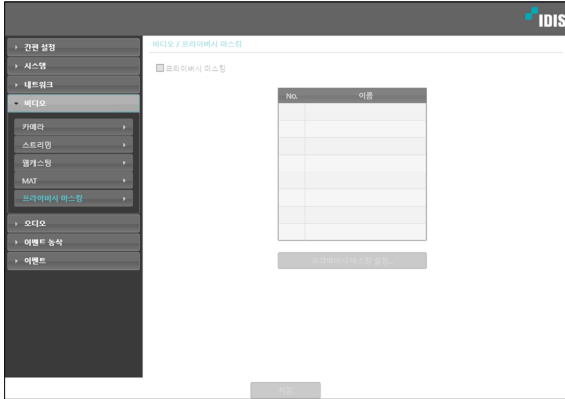 IDIS
간편 설정
시스템
네트워크
비디오
카메라
스트리밍
웹캐스팅
MAT
프라이버시 마스킹
오디오
이벤트 동작
이벤트
비디오 / 프라이버시 마스킹
프라이버시 마스킹
No. 이름
프라이버시 마스킹 설정...
저장